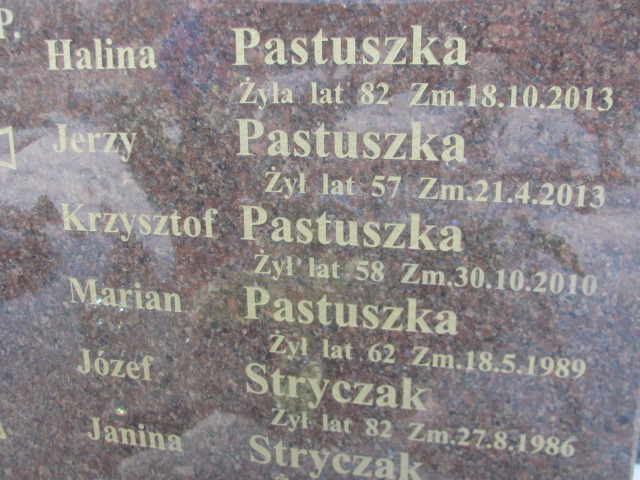 P.
Halina Pastuszka
Żyła lat 82 Zm.18.10.2013
Jerzy Pastuszka
Żył lat 57 Zm.21.4.2013
Krzysztof Pastuszka
Żył lat 58 Zm.30.10.2010
Marian Pastuszka
Żył lat 62 Zm.18.5.1989
Józef Stryczak
Żył lat 82 Zm.27.8.1986
Janina Stryczak